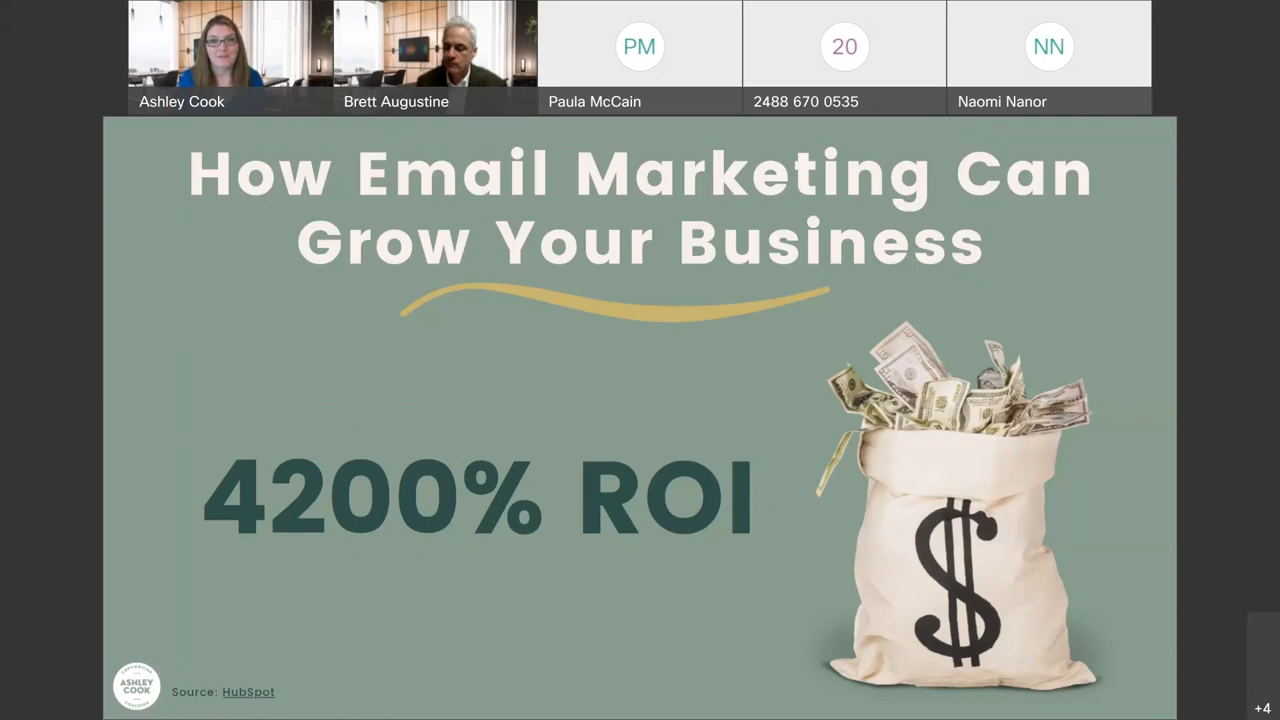 Ashley Cook
Brett Augustine
PM
Paula McCain
20
2488 670 0535
NN
Naomi Nanor
How Email Marketing Can
Grow Your Business
4200% ROI
$
ASHLEY
COOK
Source: HubSpot
+4